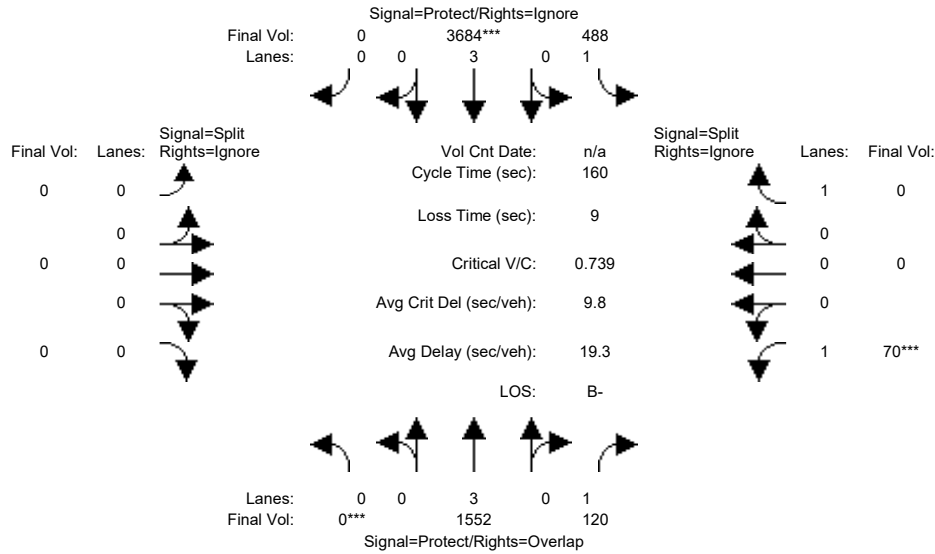 Signal=Protect/Rights=Ignore
Final Vol: 0 3684*** 488
Lanes: 0 0 3 0 1
Signal=Split
Rights=Ignore
Final Vol: Lanes:
0 0
0
0 0
0
0 0
Vol Cnt Date: n/a
Cycle Time (sec): 160
Loss Time (sec): 9
Critical V/C: 0.739
Avg Crit Del (sec/veh): 9.8
Avg Delay (sec/veh): 19.3
LOS: B-
Signal=Split
Rights=Ignore
Lanes: Final Vol:
1 0
0
0 0
0
1 70***
Lanes: 0 0 3 0 1
Final Vol: 0*** 1552 120
Signal=Protect/Rights=Overlap